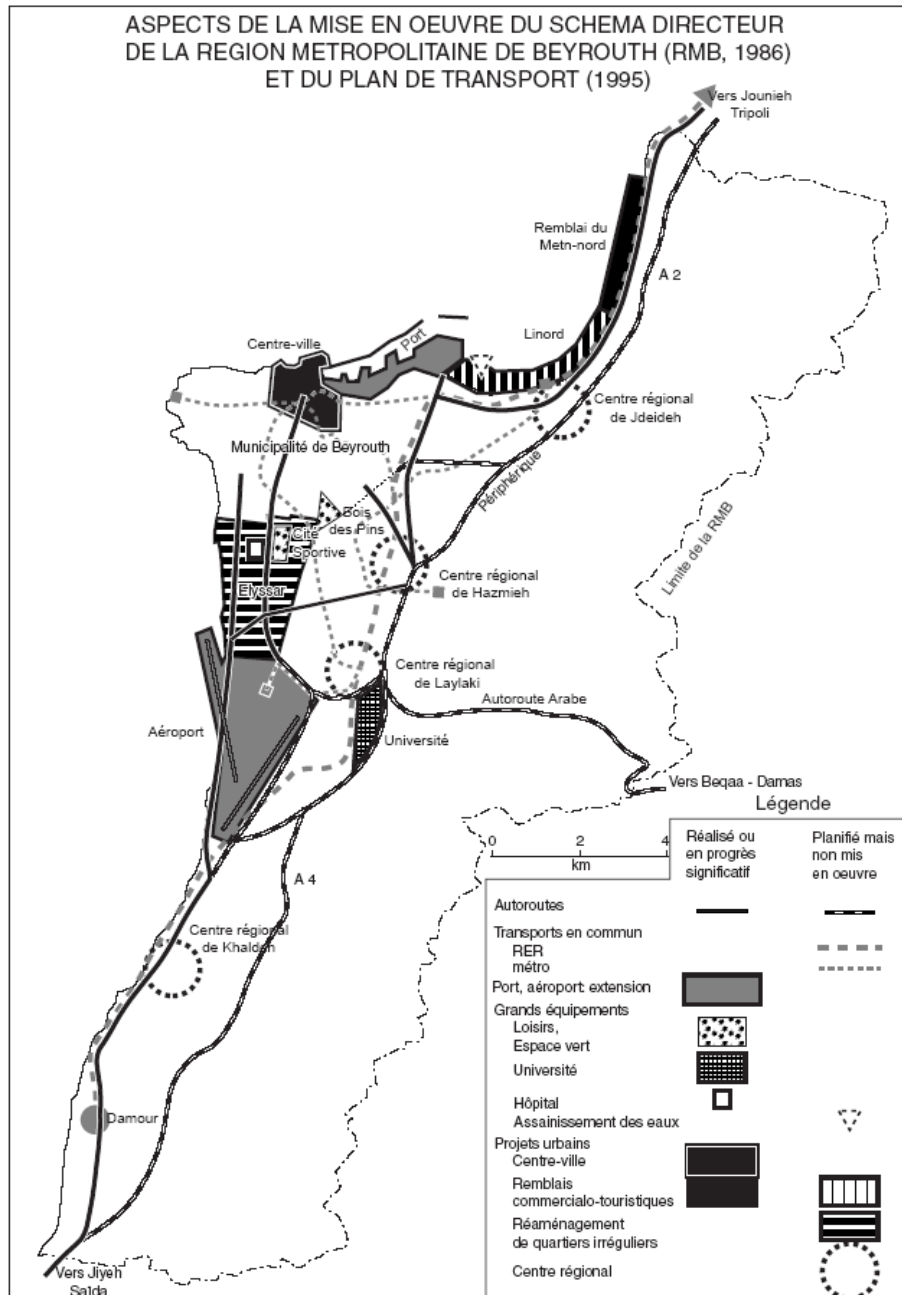 ASPECTS DE LA MISE EN OEUVRE DU SCHEMA DIRECTEUR
DE LA REGION METROPOLITAINE DE BEYROUTH (RMB, 1986)
ET DU PLAN DE TRANSPORT (1995)
Vers Jounieh
Tripoli
Remblai du
Metn-nord
A 2
Linord
Port
Centre-ville
Centre régional
de Jdeideh
Municipalité de Beyrouth
Périphérique
Bois
des Pins
Cité
Sportive
Limite de la RMB
Centre régional
de Hazmieh
Elyssar
Centre régional
de Laylaki
Autoroute Arabe
Aéroport
Université
Vers Beqaa - Damas
A 4
Centre régional
de Khaldeh
Damour
Vers Jiyeh
Saïda
Légende
0 2 4
km
Réalisé ou
en progrès
significatif
Planifié mais
non mis
en oeuvre
Autoroutes
Transports en commun
RER
métro
Port, aéroport: extension
Grands équipements
Loisirs,
Espace vert
Université
Hôpital
Assainissement des eaux
Projets urbains
Centre-ville
Remblais
commercialo-touristiques
Réaménagement
de quartiers irréguliers
Centre régional